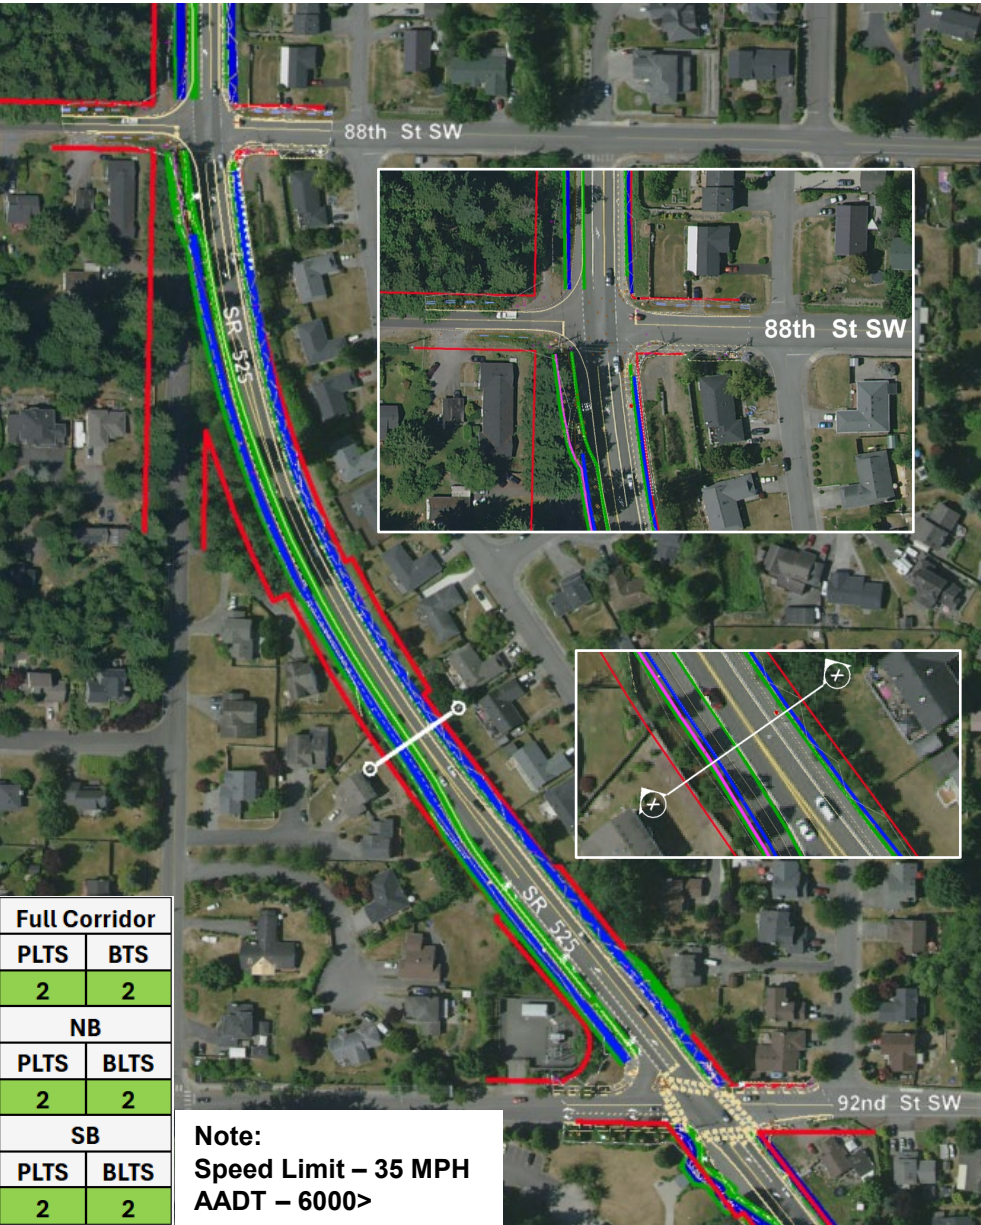 88th St SW
SR 525
88th St SW
SR 525
92nd St SW
Full Corridor
PLTS BTS
2 2
NB
PLTS BLTS
2 2
SB
PLTS BLTS
2 2
Note:
Speed Limit – 35 MPH
AADT – 6000>